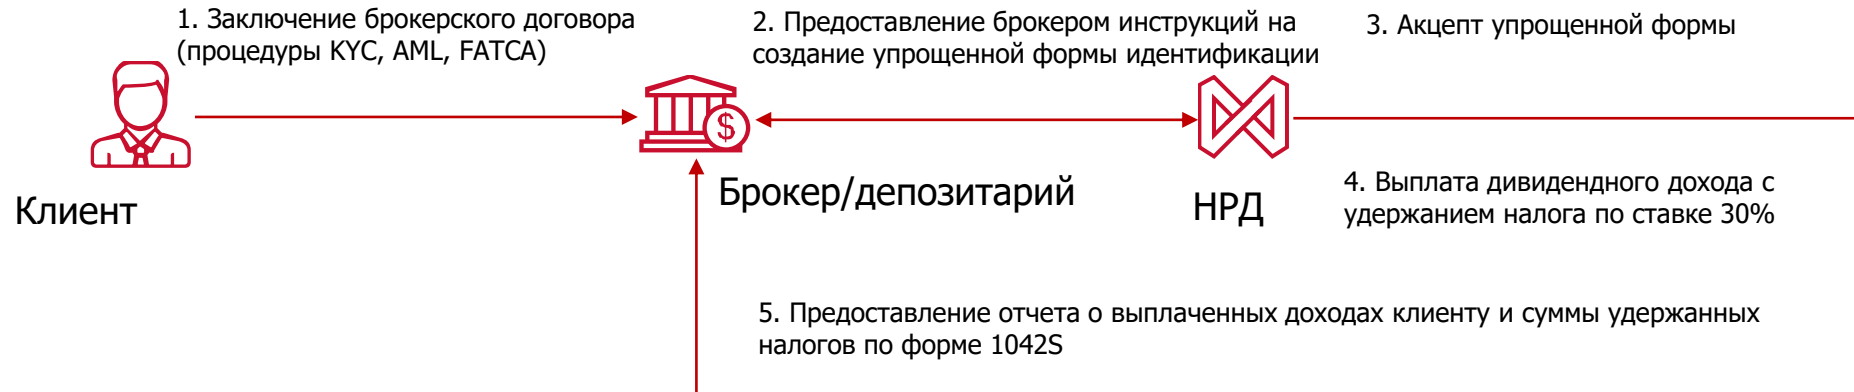 1. Заключение брокерского договора
(процедуры KYC, AML, FATCA)
2. Предоставление брокером инструкций на
создание упрощенной формы идентификации
3. Акцепт упрощенной формы
$
Клиент
Брокер/депозитарий
НРД
4. Выплата дивидендного дохода с
удержанием налога по ставке 30%
5. Предоставление отчета о выплаченных доходах клиенту и суммы удержанных
налогов по форме 1042S